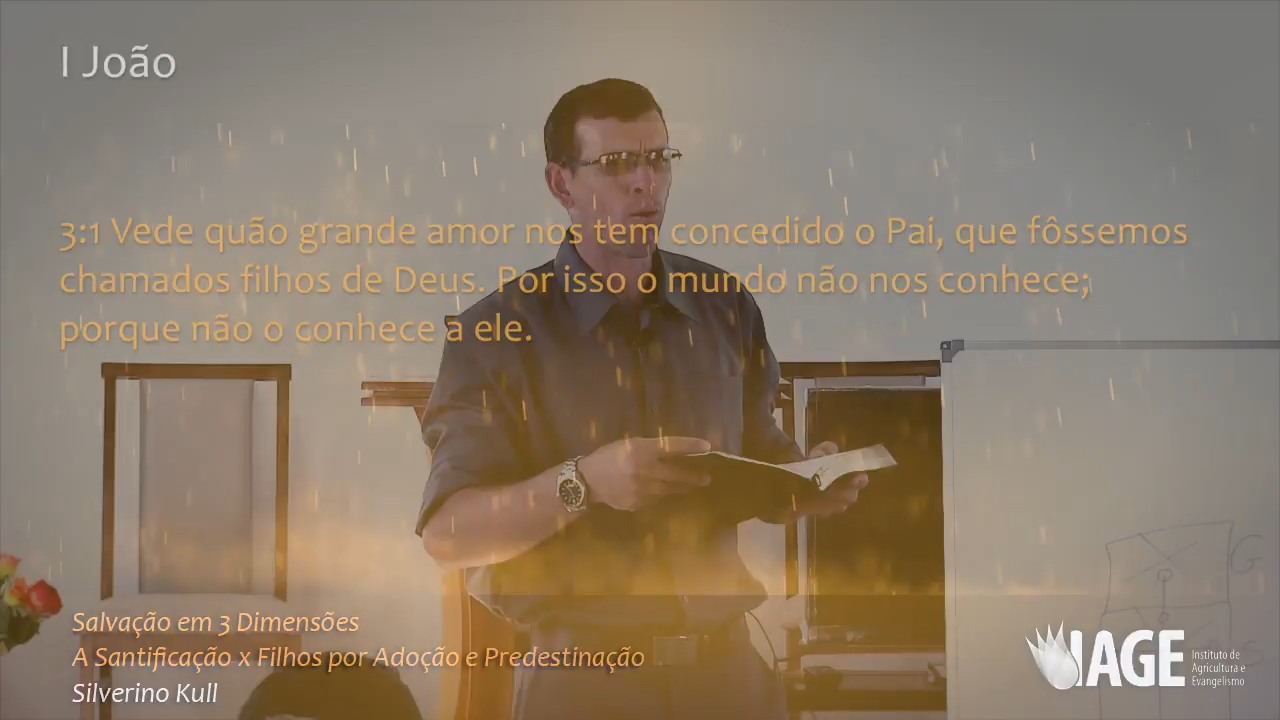 I João
3:1 Vede quão grande amor nos tem concedido o Pai, que fôssemos
chamados filhos de Deus. Por isso o mundo não nos conhece;
porque não o conhece a ele.
Salvação em 3 Dimensões
A Santificação x Filhos por Adoção e Predestinação
Silverino Kull
IAGE
Instituto de
Agricultura e
Evangelismo
G
S